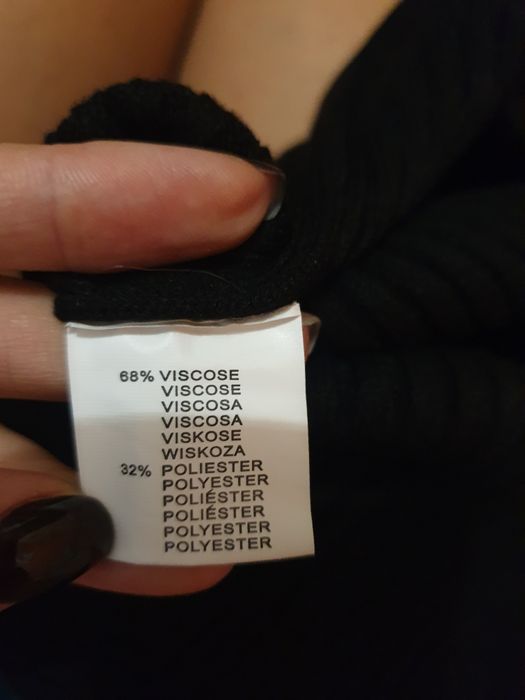 68% VISCOSE
VISCOSE
VISCOSA
VISCOSA
VISKOSE
WISKOZA
32% POLIESTER
POLYESTER
POLIÉSTER
POLIÉSTER
POLYESTER
POLYESTER